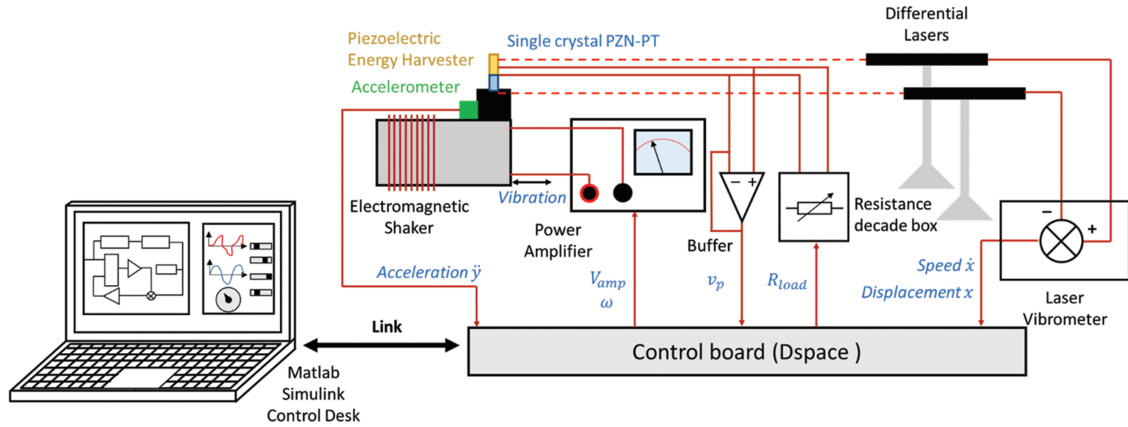 Differential
Lasers
Piezoelectric
Energy Harvester
Single crystal PZN-PT
Accelerometer
Vibration
Electromagnetic
Shaker
Power
Amplifier
− +
Buffer
Resistance
decade box
− +
Acceleration ÿ
V_amp
ω
v_p
R_load
Speed ẋ
Displacement x
Laser
Vibrometer
Link
Control board (Dspace )
Matlab
Simulink
Control Desk